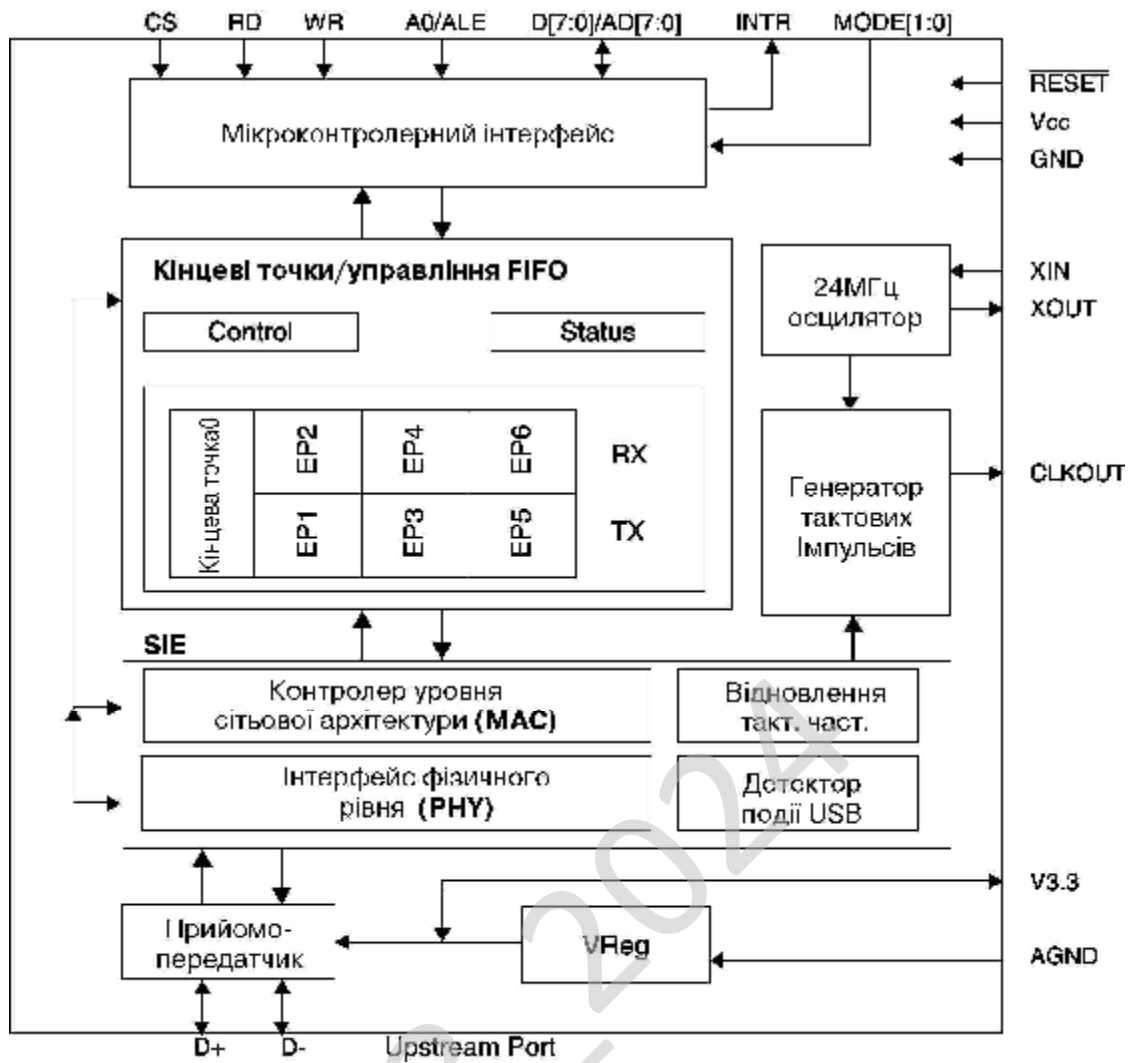 CS RD WR A0/ALE D[7:0]/AD[7:0] INTR MODE[1:0]
RESET
Vcc
GND
Мікроконтролерний інтерфейс
Кінцеві точки/управління FIFO
Control
Status
Кінцева точка0
EP2
EP4
EP6
RX
EP1
EP3
EP5
TX
24МГц
осцилятор
XIN
XOUT
Генератор
тактових
Імпульсів
CLKOUT
SIE
Контролер уровня
сітьової архітектури (MAC)
Відновлення
такт. част.
Інтерфейс фізичного
рівня (PHY)
Детектор
події USB
Прийомо-
передатчик
VReg
V3.3
AGND
D+ D- Upstream Port
2024